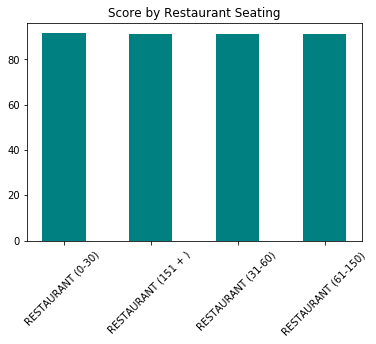 Score by Restaurant Seating
80
60
40
20
0
RESTAURANT (0-30)
RESTAURANT (151 + )
RESTAURANT (31-60)
RESTAURANT (61-150)